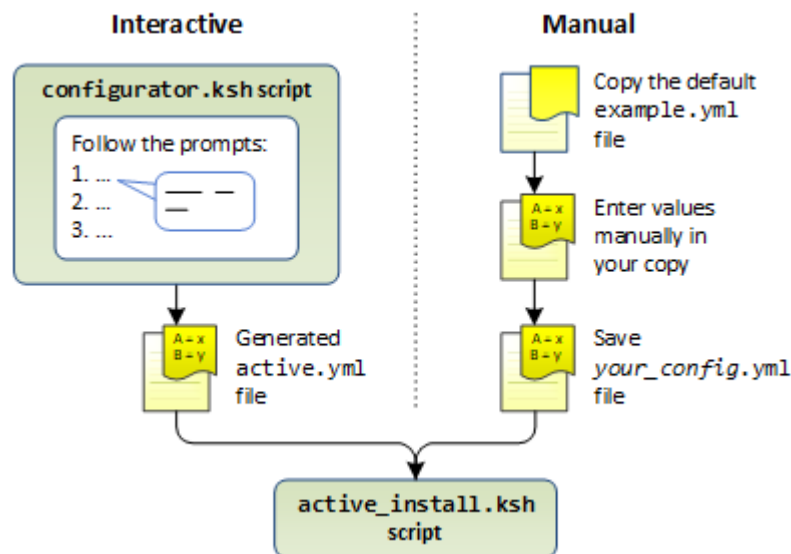 Interactive
configurator.ksh script
Follow the prompts:
1. ...
2. ...
3. ...
A = x
B = y
Generated
active.yml
file
Manual
Copy the default
example.yml
file
A = x
B = y
Enter values
manually in
your copy
A = x
B = y
Save
your_config.yml
file
active_install.ksh
script